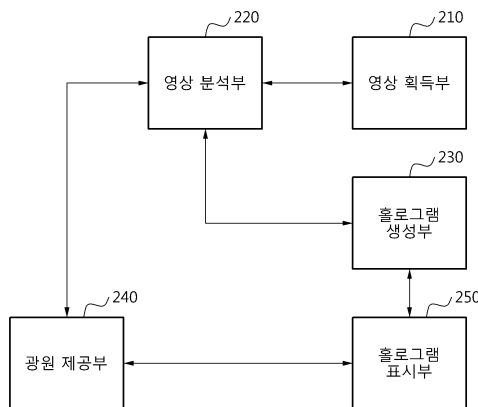 220
210
영상 분석부
영상 획득부
230
홀로그램
생성부
240
250
광원 제공부
홀로그램
표시부